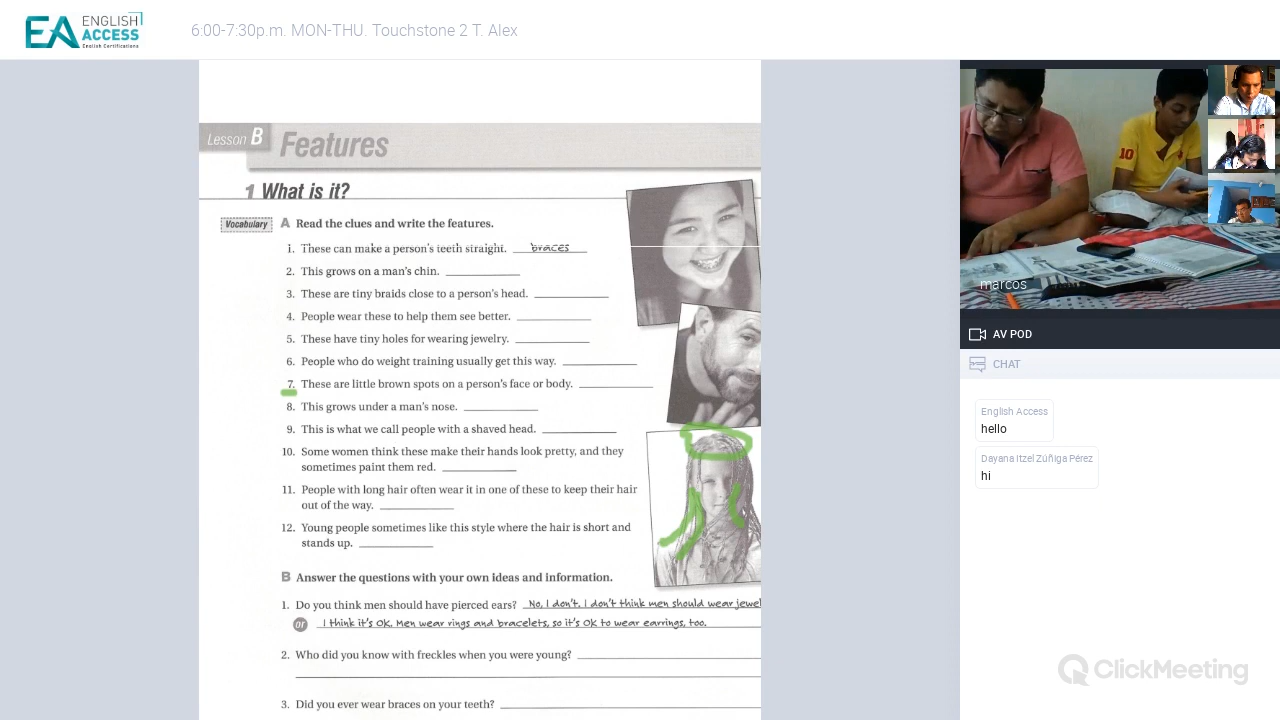 EA ENGLISH ACCESS
English Certifications
6:00-7:30p.m. MON-THU. Touchstone 2 T. Alex
Lesson B Features
1 What is it?
Vocabulary A Read the clues and write the features.
1. These can make a person's teeth straight. braces
2. This grows on a man's chin.
3. These are tiny braids close to a person's head.
4. People wear these to help them see better.
5. These have tiny holes for wearing jewelry.
6. People who do weight training usually get this way.
7. These are little brown spots on a person's face or body.
8. This grows under a man's nose.
9. This is what we call people with a shaved head.
10. Some women think these make their hands look pretty, and they
sometimes paint them red.
11. People with long hair often wear it in one of these to keep their hair
out of the way.
12. Young people sometimes like this style where the hair is short and
stands up.
B Answer the questions with your own ideas and information.
1. Do you think men should have pierced ears? No, I don't. I don't think men should wear jewel
or I think it's OK. Men wear rings and bracelets, so it's OK to wear earrings, too.
2. Who did you know with freckles when you were young?
3. Did you ever wear braces on your teeth?
10
marcos
AV POD
CHAT
English Access
hello
Dayana Itzel Zúñiga Pérez
hi
ClickMeeting